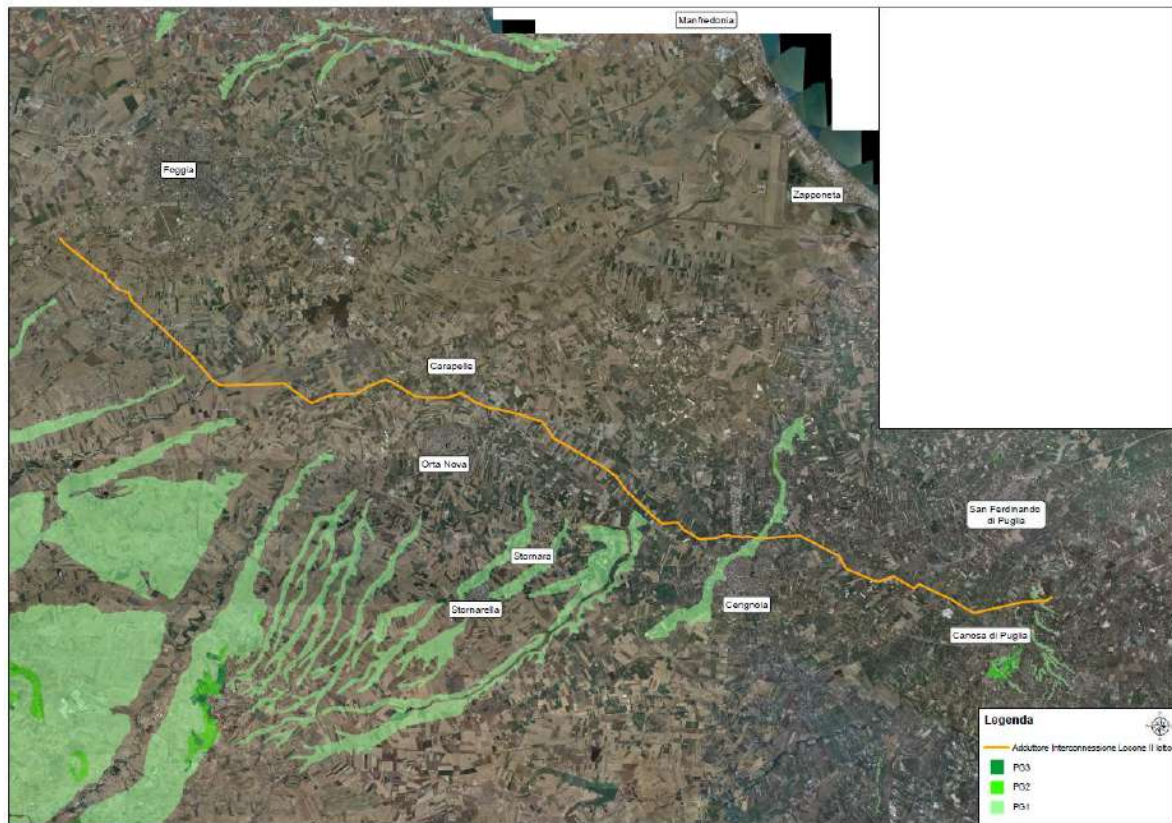 Manfredonia
Foggia
Zapponeta
Carapelle
Orta Nova
San Ferdinando
di Puglia
Stornara
Stornarella
Cerignola
Canosa di Puglia
Legenda
Adduttore Interconnessione Locone II lotto
PG3
PG2
PG1